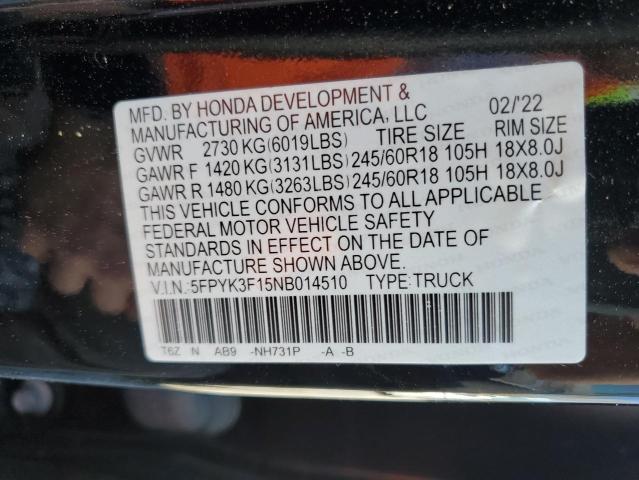 MFD. BY HONDA DEVELOPMENT &
MANUFACTURING OF AMERICA, LLC 02/'22
GVWR 2730 KG(6019LBS) TIRE SIZE RIM SIZE
GAWR F 1420 KG(3131LBS) 245/60R18 105H 18X8.0J
GAWR R 1480 KG(3263LBS) 245/60R18 105H 18X8.0J
THIS VEHICLE CONFORMS TO ALL APPLICABLE
FEDERAL MOTOR VEHICLE SAFETY
STANDARDS IN EFFECT ON THE DATE OF
MANUFACTURE SHOWN ABOVE.
V.I.N.:5FPYK3F15NB014510 TYPE:TRUCK
T6Z N AB9 -NH731P -A -B